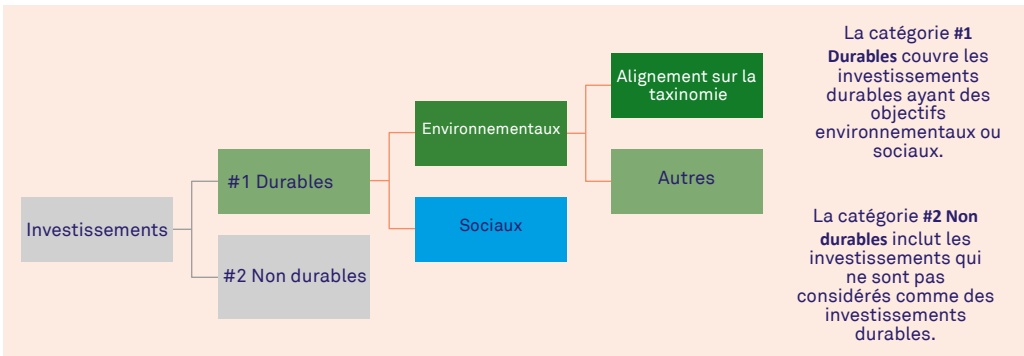 Investissements
#1 Durables
#2 Non durables
Environnementaux
Sociaux
Alignement sur la
taxinomie
Autres
La catégorie #1
Durables couvre les
investissements
durables ayant des
objectifs
environnementaux ou
sociaux.
La catégorie #2 Non
durables inclut les
investissements qui
ne sont pas
considérés comme des
investissements
durables.